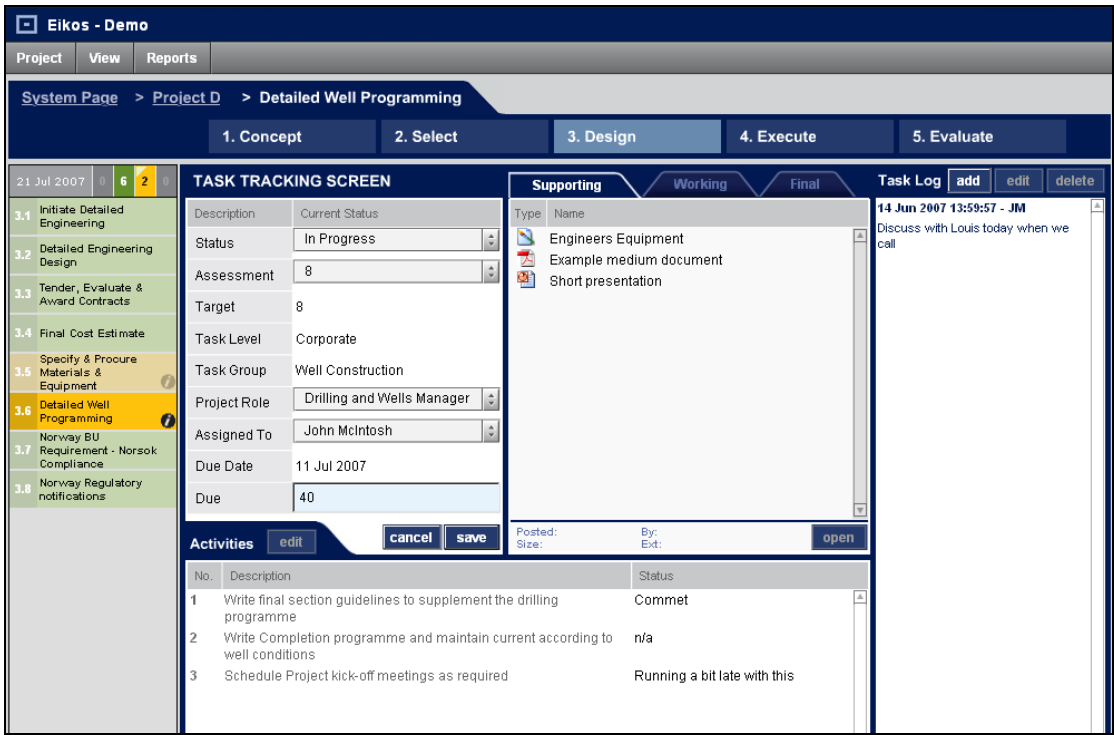 Eikos - Demo
Project View Reports
System Page > Project D > Detailed Well Programming
1. Concept 2. Select 3. Design 4. Execute 5. Evaluate
21 Jul 2007 0 6 2 0
3.1 Initiate Detailed
Engineering
3.2 Detailed Engineering
Design
3.3 Tender, Evaluate &
Award Contracts
3.4 Final Cost Estimate
3.5 Specify & Procure
Materials &
Equipment
3.6 Detailed Well
Programming
3.7 Norway BU
Requirement - Norsok
Compliance
3.8 Norway Regulatory
notifications
TASK TRACKING SCREEN
Description Current Status
Status In Progress
Assessment 8
Target 8
Task Level Corporate
Task Group Well Construction
Project Role Drilling and Wells Manager
Assigned To John McIntosh
Due Date 11 Jul 2007
Due 40
cancel save
Supporting Working Final
Type Name
Engineers Equipment
Example medium document
Short presentation
Posted: By:
Size: Ext:
open
Task Log add edit delete
14 Jun 2007 13:59:57 - JM
Discuss with Louis today when we
call
Activities edit
No. Description Status
1 Write final section guidelines to supplement the drilling
programme Commet
2 Write Completion programme and maintain current according to
well conditions n/a
3 Schedule Project kick-off meetings as required Running a bit late with this